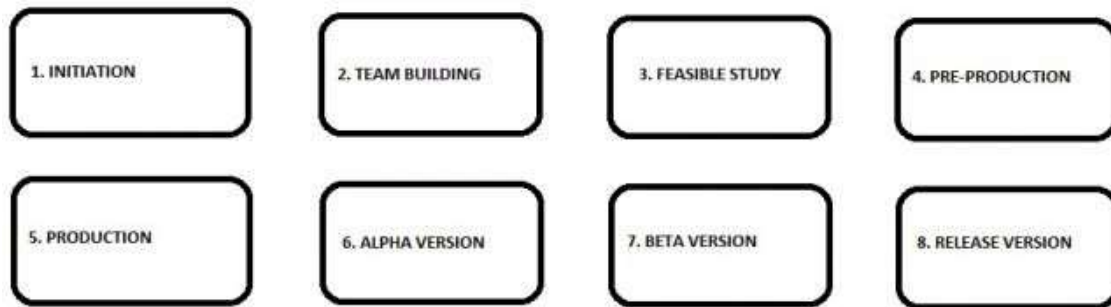 1. INITIATION
2. TEAM BUILDING
3. FEASIBLE STUDY
4. PRE-PRODUCTION
5. PRODUCTION
6. ALPHA VERSION
7. BETA VERSION
8. RELEASE VERSION